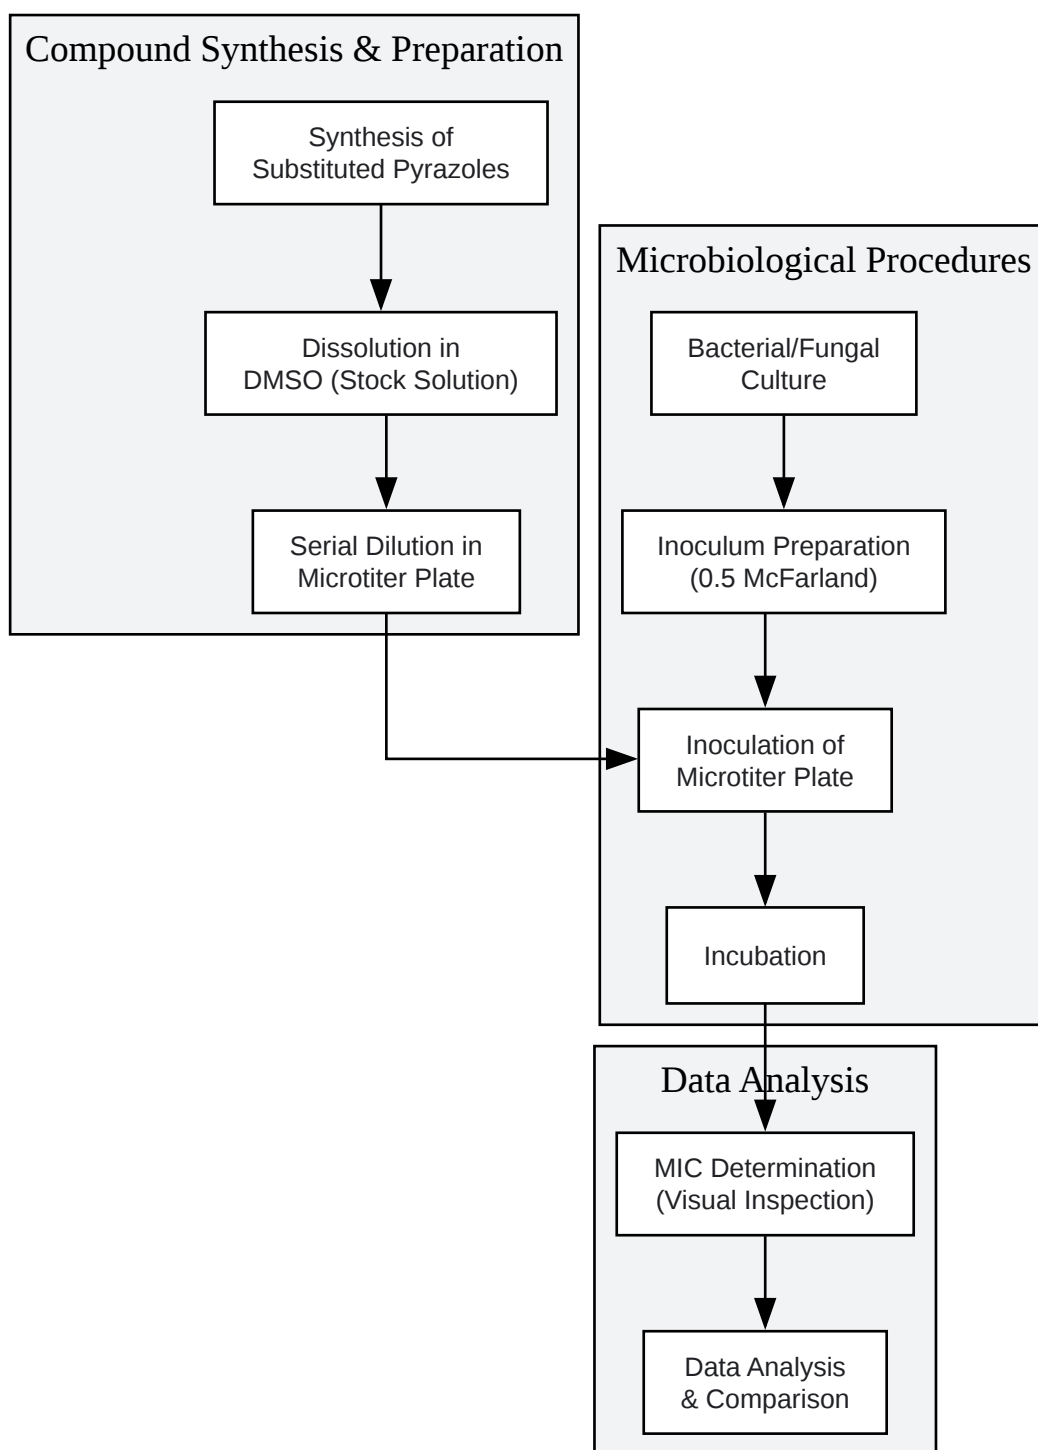 Compound Synthesis & Preparation
Synthesis of
Substituted Pyrazoles
Dissolution in
DMSO (Stock Solution)
Serial Dilution in
Microtiter Plate
Microbiological Procedures
Bacterial/Fungal
Culture
Inoculum Preparation
(0.5 McFarland)
Inoculation of
Microtiter Plate
Incubation
Data Analysis
MIC Determination
(Visual Inspection)
Data Analysis
& Comparison